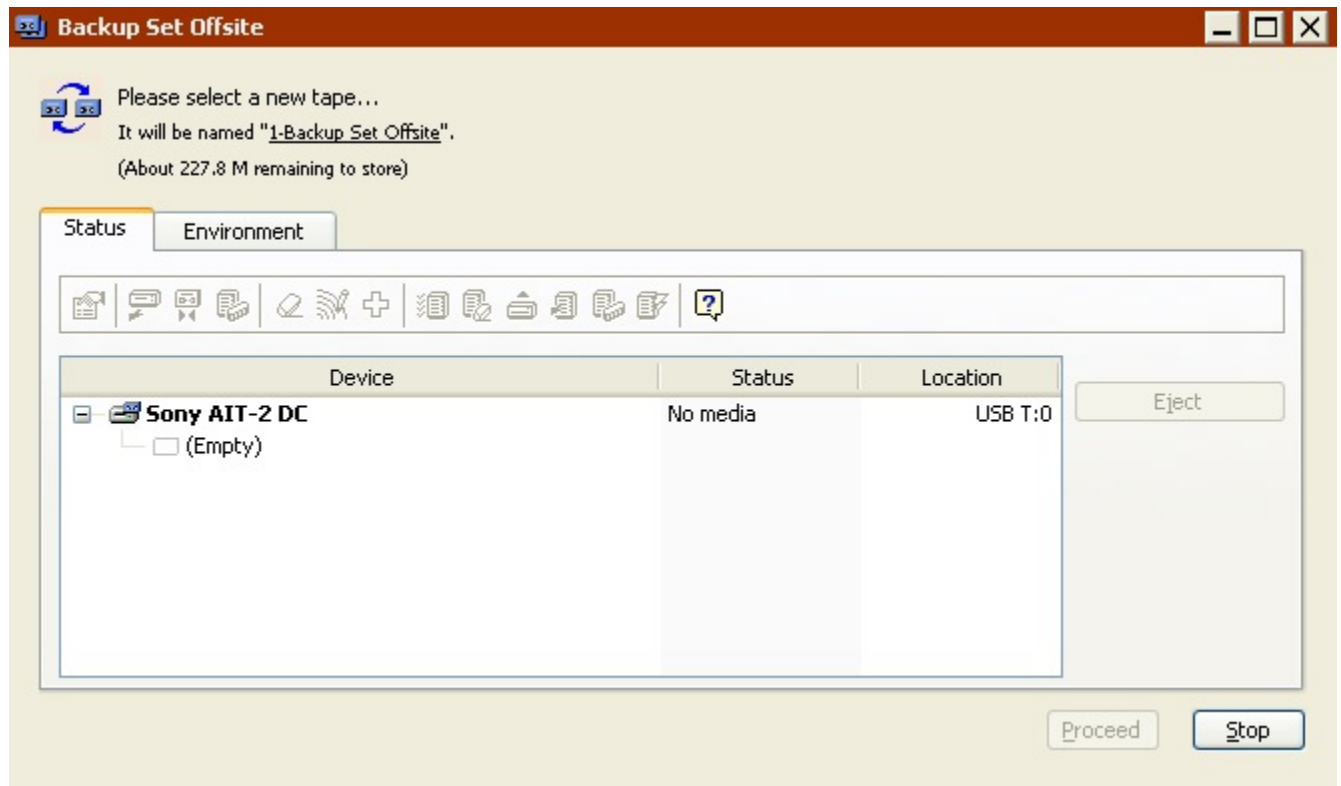 Backup Set Offsite
Please select a new tape...
It will be named "1-Backup Set Offsite".
(About 227.8 M remaining to store)
Status Environment
Device Status Location
Sony AIT-2 DC No media USB T:0
Eject
(Empty)
Proceed Stop